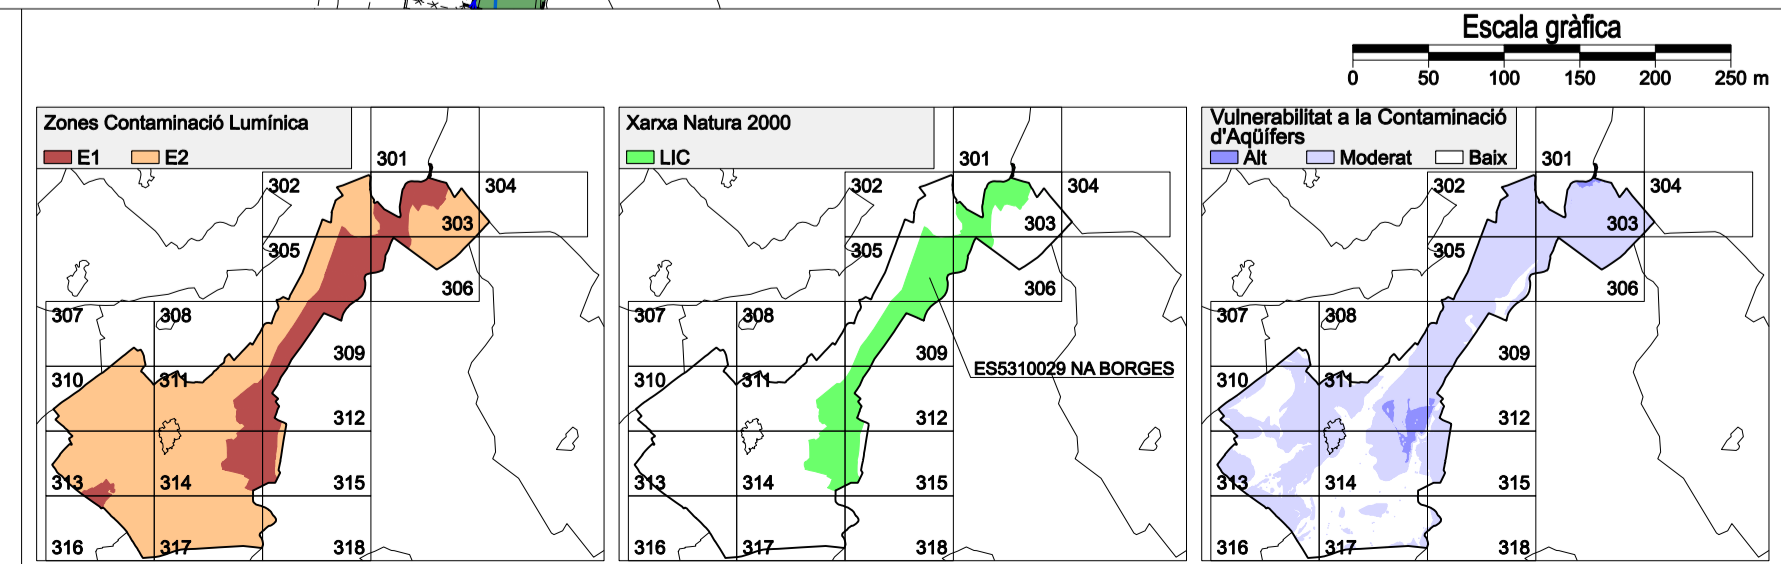 Escala gràfica
0 50 100 150 200 250 m
Zones Contaminació Lumínica
E1 E2
301
302 304
303
305
306
307 308
309
310 311
312
313 314 315
316 317 318
Xarxa Natura 2000
LIC
301
302 304
303
305
306
307 308
309
ES5310029 NA BORGES
310 311
312
313 314 315
316 317 318
Vulnerabilitat a la Contaminació
d'Aqüífers
Alt Moderat Baix
301
302 304
303
305
306
307 308
309
310 311
312
313 314 315
316 317 318